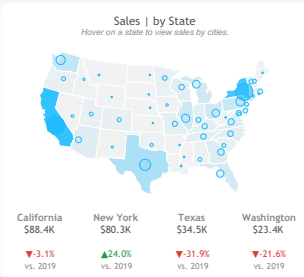 Sales | by State
Hover on a state to view sales by cities.
California New York Texas Washington
$88.4K $80.3K $34.5K $23.4K
▼-3.1% ▲24.0% ▼-31.9% ▼-21.6%
vs. 2019 vs. 2019 vs. 2019 vs. 2019